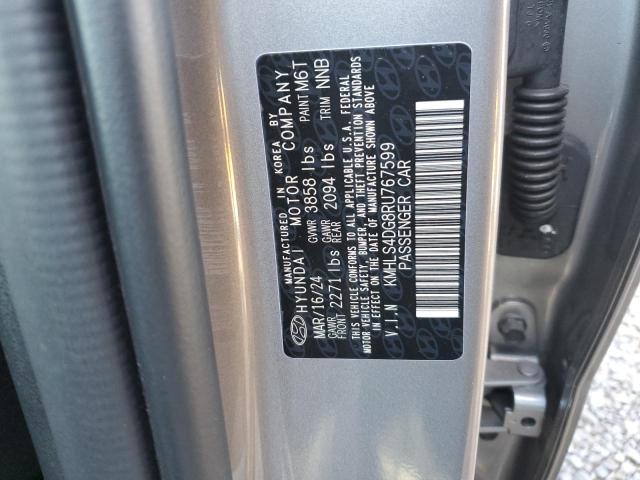 MANUFACTURED IN KOREA BY
HYUNDAI MOTOR COMPANY
MAR/16/24 GVWR 3858 lbs PAINT M6T
GAWR FRONT 2271 lbs GAWR REAR 2094 lbs TRIM NNB
THIS VEHICLE CONFORMS TO ALL APPLICABLE U.S.A. FEDERAL
MOTOR VEHICLE SAFETY, BUMPER, AND THEFT PREVENTION STANDARDS
IN EFFECT ON THE DATE OF MANUFACTURE SHOWN ABOVE
V.I.N KMHLS4DG8RU767599
PASSENGER CAR